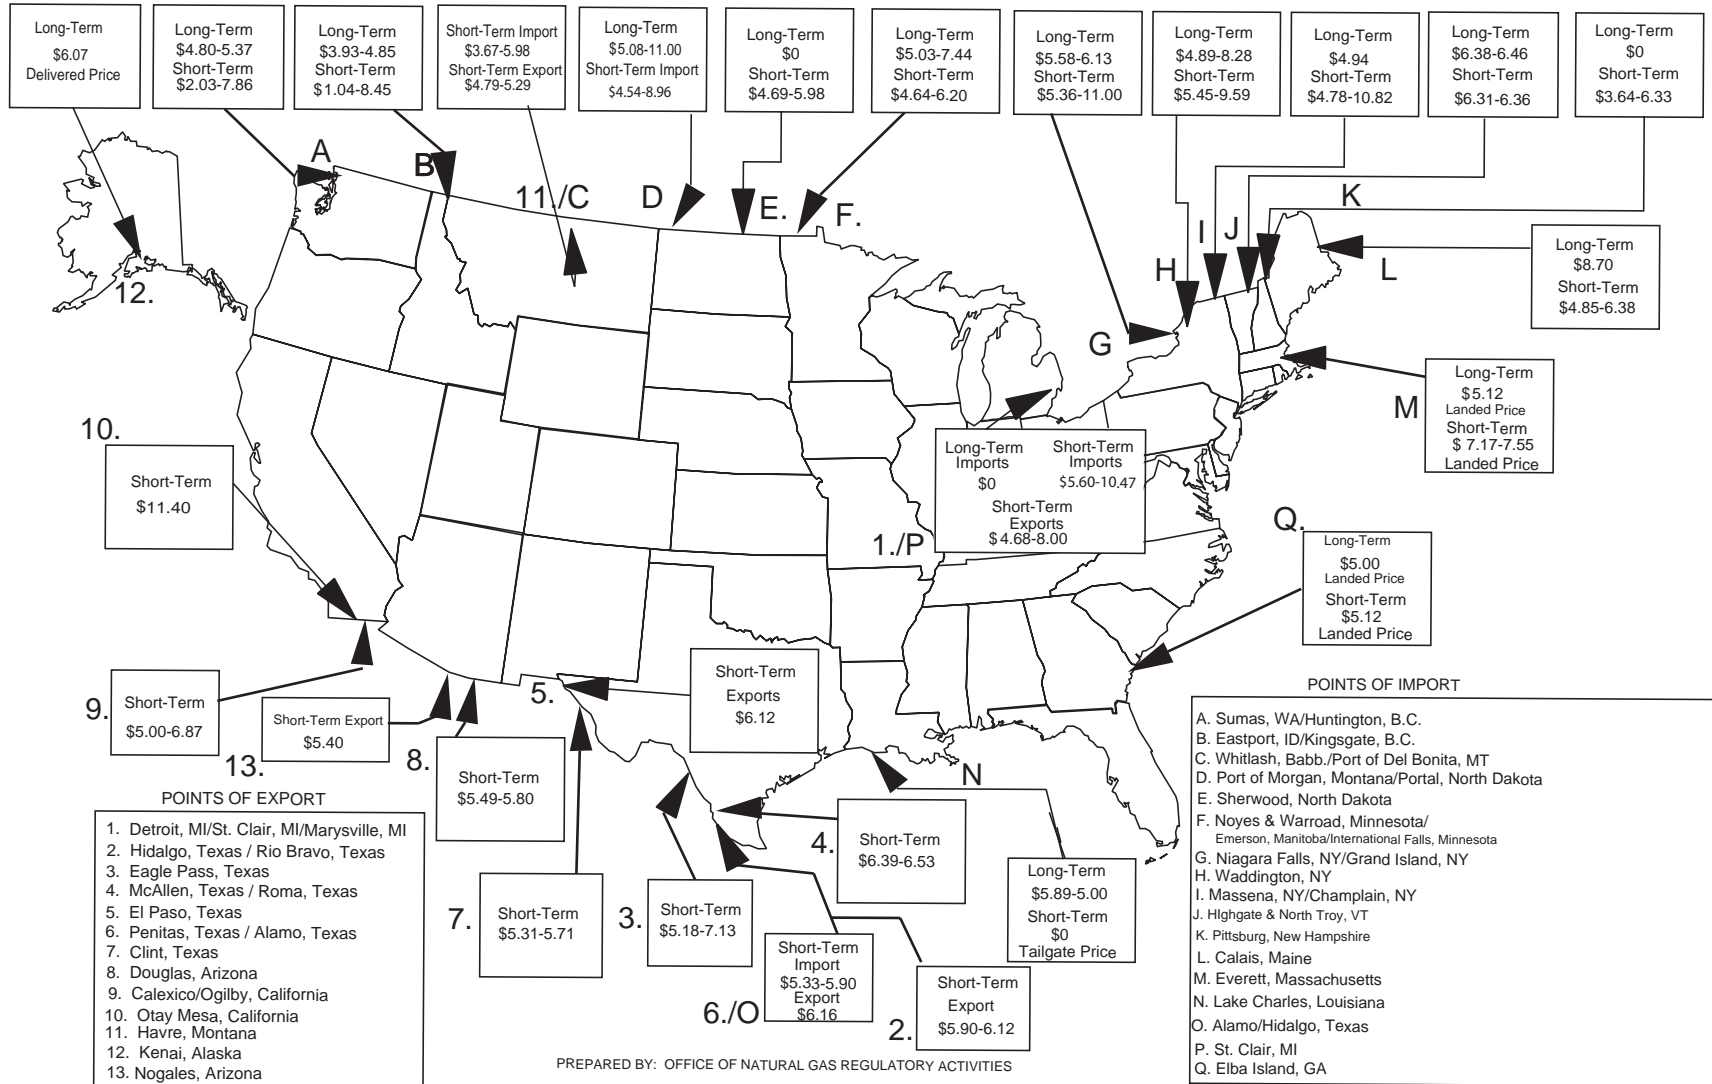 Long-Term
$6.07
Delivered Price
Long-Term
$4.80-5.37
Short-Term
$2.03-7.86
Long-Term
$3.93-4.85
Short-Term
$1.04-8.45
Short-Term Import
$3.67-5.98
Short-Term Export
$4.79-5.29
Long-Term
$5.08-11.00
Short-Term Import
$4.54-8.96
Long-Term
$0
Short-Term
$4.69-5.98
Long-Term
$5.03-7.44
Short-Term
$4.64-6.20
Long-Term
$5.58-6.13
Short-Term
$5.36-11.00
Long-Term
$4.89-8.28
Short-Term
$5.45-9.59
Long-Term
$4.94
Short-Term
$4.78-10.82
Long-Term
$6.38-6.46
Short-Term
$6.31-6.36
Long-Term
$0
Short-Term
$3.64-6.33
A
B
11./C
D
E.
F.
G
H
I
J
K
L
Long-Term
$8.70
Short-Term
$4.85-6.38
12.
M
Long-Term
$5.12
Landed Price
Short-Term
$ 7.17-7.55
Landed Price
10.
Short-Term
$11.40
Long-Term
Imports
$0
Short-Term
Imports
$5.60-10.47
Short-Term
Exports
$ 4.68-8.00
1./P
Q.
Long-Term
$5.00
Landed Price
Short-Term
$5.12
Landed Price
9.
Short-Term
$5.00-6.87
13.
Short-Term Export
$5.40
8.
Short-Term
$5.49-5.80
5.
Short-Term
Exports
$6.12
N
4.
Short-Term
$6.39-6.53
Long-Term
$5.89-5.00
Short-Term
$0
Tailgate Price
7.
Short-Term
$5.31-5.71
3.
Short-Term
$5.18-7.13
6./O
Short-Term
Import
$5.33-5.90
Export
$6.16
2.
Short-Term
Export
$5.90-6.12
POINTS OF EXPORT
1. Detroit, MI/St. Clair, MI/Marysville, MI
2. Hidalgo, Texas / Rio Bravo, Texas
3. Eagle Pass, Texas
4. McAllen, Texas / Roma, Texas
5. El Paso, Texas
6. Penitas, Texas / Alamo, Texas
7. Clint, Texas
8. Douglas, Arizona
9. Calexico/Ogilby, California
10. Otay Mesa, California
11. Havre, Montana
12. Kenai, Alaska
13. Nogales, Arizona
POINTS OF IMPORT
A. Sumas, WA/Huntington, B.C.
B. Eastport, ID/Kingsgate, B.C.
C. Whitlash, Babb./Port of Del Bonita, MT
D. Port of Morgan, Montana/Portal, North Dakota
E. Sherwood, North Dakota
F. Noyes & Warroad, Minnesota/
Emerson, Manitoba/International Falls, Minnesota
G. Niagara Falls, NY/Grand Island, NY
H. Waddington, NY
I. Massena, NY/Champlain, NY
J. HIghgate & North Troy, VT
K. Pittsburg, New Hampshire
L. Calais, Maine
M. Everett, Massachusetts
N. Lake Charles, Louisiana
O. Alamo/Hidalgo, Texas
P. St. Clair, MI
Q. Elba Island, GA
PREPARED BY: OFFICE OF NATURAL GAS REGULATORY ACTIVITIES